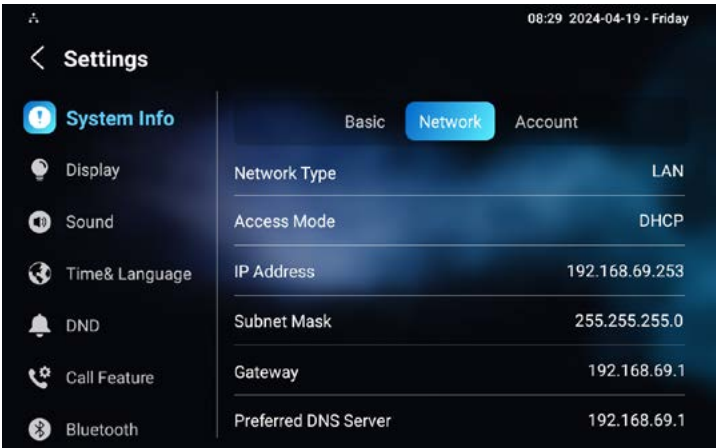 08:29 2024-04-19 - Friday
Settings
System Info
Display
Sound
Time& Language
DND
Call Feature
Bluetooth
Basic Network Account
Network Type LAN
Access Mode DHCP
IP Address 192.168.69.253
Subnet Mask 255.255.255.0
Gateway 192.168.69.1
Preferred DNS Server 192.168.69.1